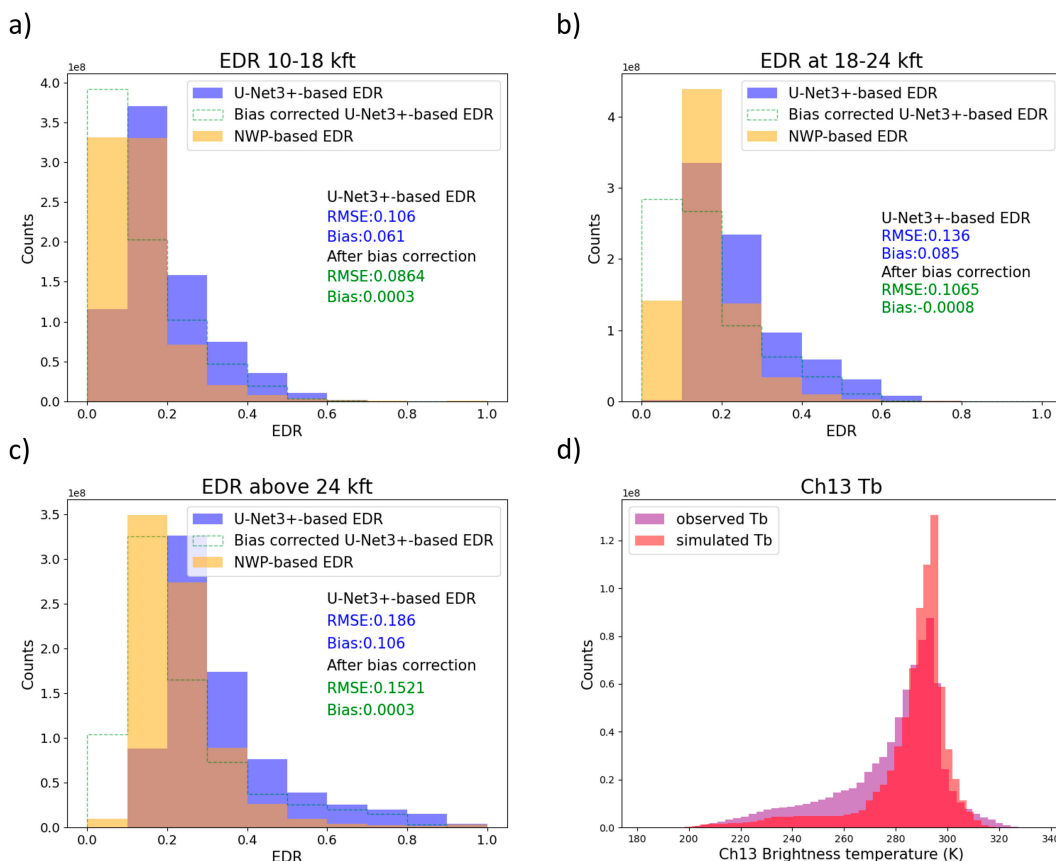 a)
EDR 10-18 kft
1e8
U-Net3+-based EDR
Bias corrected U-Net3+-based EDR
NWP-based EDR
U-Net3+-based EDR
RMSE:0.106
Bias:0.061
After bias correction
RMSE:0.0864
Bias:0.0003
Counts
4.0
3.5
3.0
2.5
2.0
1.5
1.0
0.5
0.0
0.0 0.2 0.4 0.6 0.8 1.0
EDR
b)
EDR at 18-24 kft
1e8
U-Net3+-based EDR
Bias corrected U-Net3+-based EDR
NWP-based EDR
U-Net3+-based EDR
RMSE:0.136
Bias:0.085
After bias correction
RMSE:0.1065
Bias:-0.0008
Counts
4
3
2
1
0
0.0 0.2 0.4 0.6 0.8 1.0
EDR
c)
EDR above 24 kft
1e8
U-Net3+-based EDR
Bias corrected U-Net3+-based EDR
NWP-based EDR
U-Net3+-based EDR
RMSE:0.186
Bias:0.106
After bias correction
RMSE:0.1521
Bias:0.0003
Counts
3.5
3.0
2.5
2.0
1.5
1.0
0.5
0.0
0.0 0.2 0.4 0.6 0.8 1.0
EDR
d)
Ch13 Tb
1e8
observed Tb
simulated Tb
Counts
1.2
1.0
0.8
0.6
0.4
0.2
0.0
180 200 220 240 260 280 300 320 340
Ch13 Brightness temperature (K)